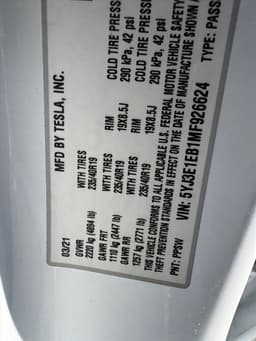 MFD BY TESLA, INC.
03/21
GVWR
2220 kg (4894 lb)
WITH TIRES
235/40R19
RIM
19X8.5J
COLD TIRE PRESS
290 kPa, 42 psi
GAWR FRT
1110 kg (2447 lb)
WITH TIRES
235/40R19
RIM
19X8.5J
COLD TIRE PRESS
290 kPa, 42 psi
GAWR RR
1257 kg (2771 lb)
WITH TIRES
235/40R19
RIM
19X8.5J
COLD TIRE PRES
290 kPa, 42 psi
THIS VEHICLE CONFORMS TO ALL APPLICABLE U.S. FEDERAL MOTOR VEHICLE SAFETY
THEFT PREVENTION STANDARDS IN EFFECT ON THE DATE OF MANUFACTURE SHOWN
VIN: 5YJ3E1EB1MF926624
PNT: PPSW
TYPE: PASS